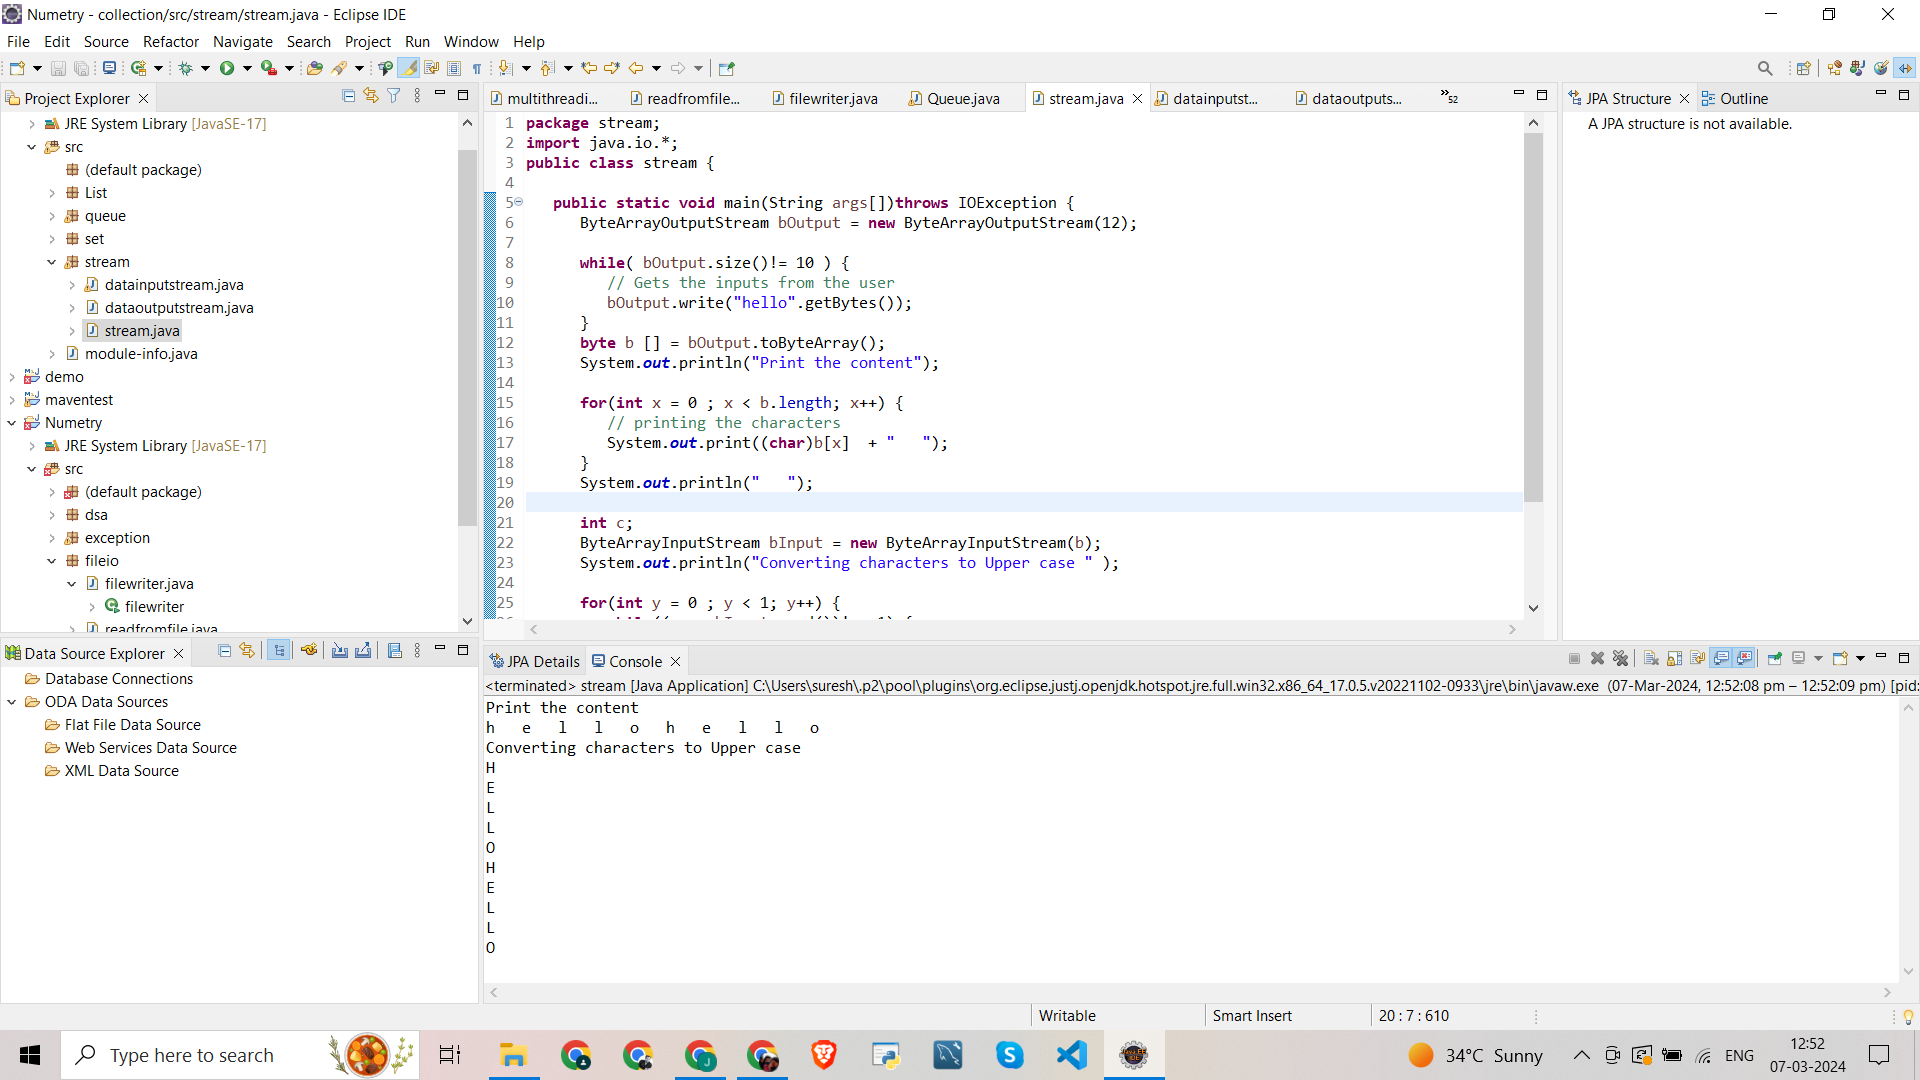 Numetry - collection/src/stream/stream.java - Eclipse IDE
File Edit Source Refactor Navigate Search Project Run Window Help
Project Explorer
JRE System Library [JavaSE-17]
src
(default package)
List
queue
set
stream
datainputstream.java
dataoutputstream.java
stream.java
module-info.java
demo
maventest
Numetry
JRE System Library [JavaSE-17]
src
(default package)
dsa
exception
fileio
filewriter.java
filewriter
readfromfile.java
multithreadi... readfromfile... filewriter.java Queue.java stream.java datainputst... dataoutputs... 52
1 package stream;
2 import java.io.*;
3 public class stream {
4
5 public static void main(String args[])throws IOException {
6 ByteArrayOutputStream bOutput = new ByteArrayOutputStream(12);
7
8 while( bOutput.size()!= 10 ) {
9 // Gets the inputs from the user
10 bOutput.write("hello".getBytes());
11 }
12 byte b [] = bOutput.toByteArray();
13 System.out.println("Print the content");
14
15 for(int x = 0 ; x < b.length; x++) {
16 // printing the characters
17 System.out.print((char)b[x]  + "   ");
18 }
19 System.out.println("   ");
20
21 int c;
22 ByteArrayInputStream bInput = new ByteArrayInputStream(b);
23 System.out.println("Converting characters to Upper case " );
24
25 for(int y = 0 ; y < 1; y++) {
JPA Structure Outline
A JPA structure is not available.
Data Source Explorer
Database Connections
ODA Data Sources
Flat File Data Source
Web Services Data Source
XML Data Source
JPA Details Console
<terminated> stream [Java Application] C:\Users\suresh\.p2\pool\plugins\org.eclipse.justj.openjdk.hotspot.jre.full.win32.x86_64_17.0.5.v20221102-0933\jre\bin\javaw.exe (07-Mar-2024, 12:52:08 pm – 12:52:09 pm) [pid:
Print the content
h   e   l   l   o   h   e   l   l   o
Converting characters to Upper case
H
E
L
L
O
H
E
L
L
O
Writable Smart Insert 20 : 7 : 610
Type here to search
34°C Sunny
ENG
12:52
07-03-2024